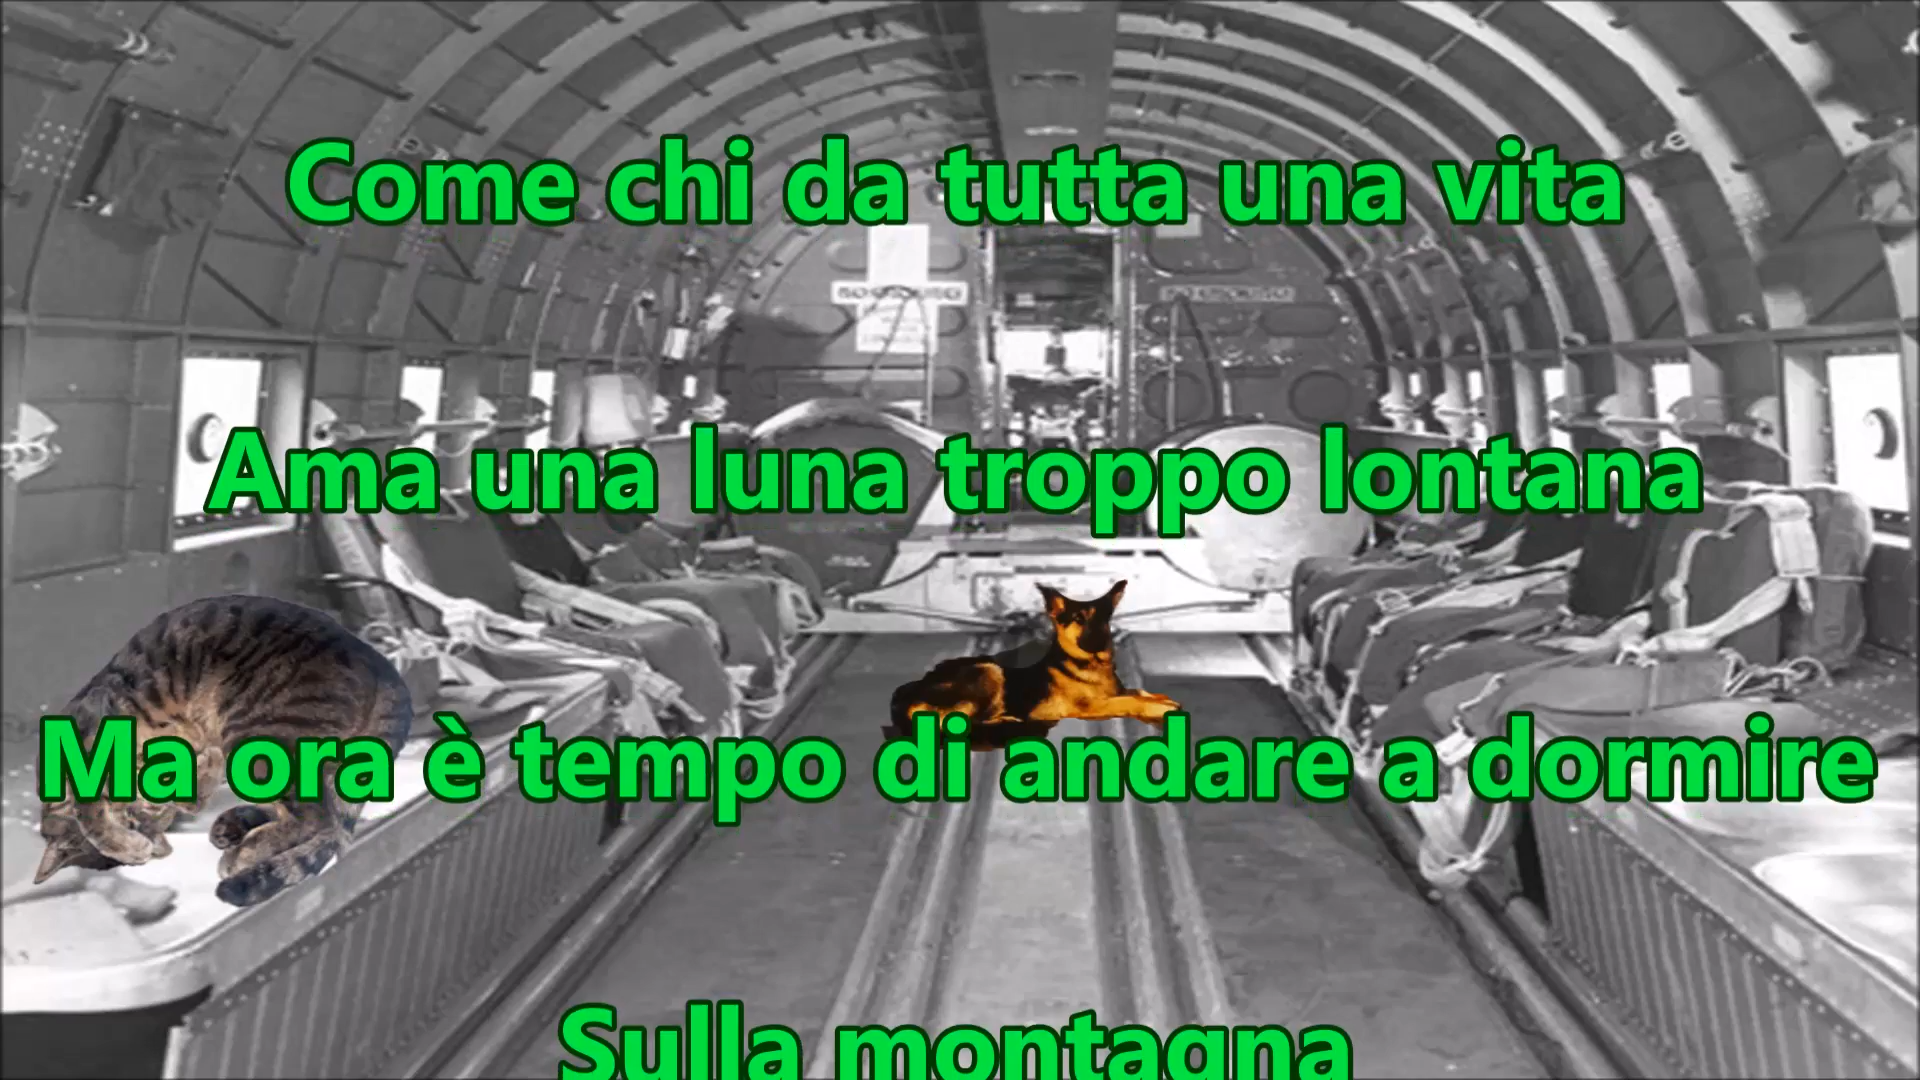 Come chi da tutta una vita
Ama una luna troppo lontana
Ma ora è tempo di andare a dormire
Sulla montagna